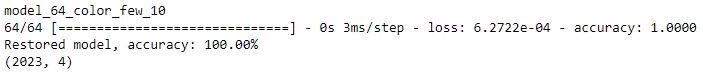 model_64_color_few_10
64/64 [==============================] - 0s 3ms/step - loss: 6.2722e-04 - accuracy: 1.0000
Restored model, accuracy: 100.00%
(2023, 4)